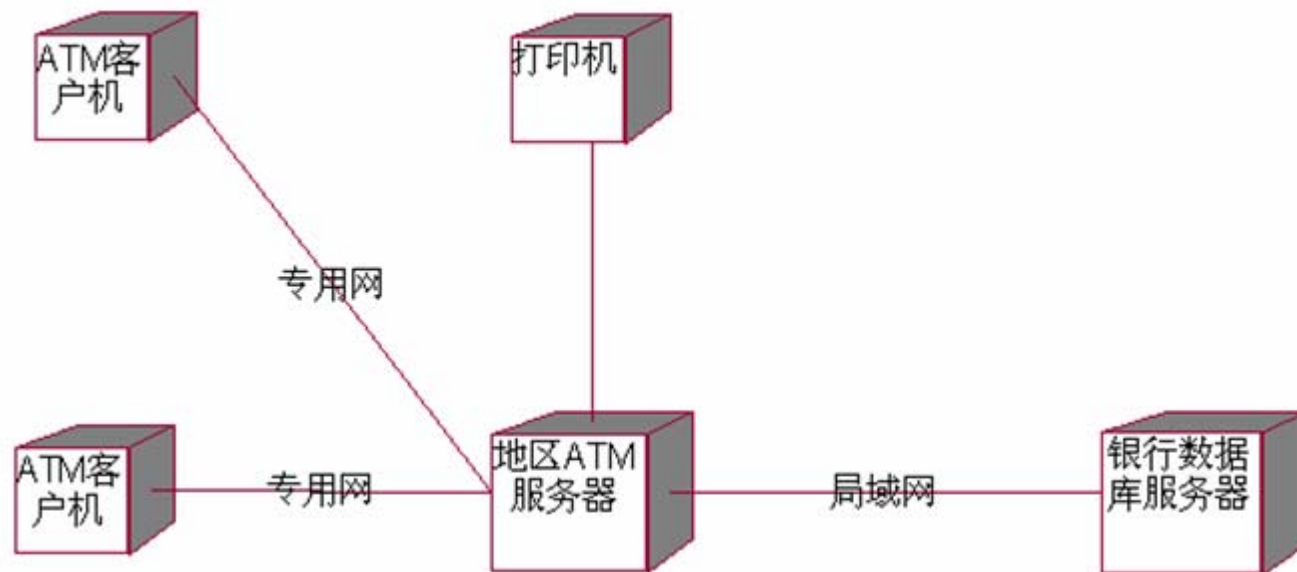 ATM客
户机
打印机
专用网
ATM客
户机
专用网
地区ATM
服务器
局域网
银行数据
库服务器